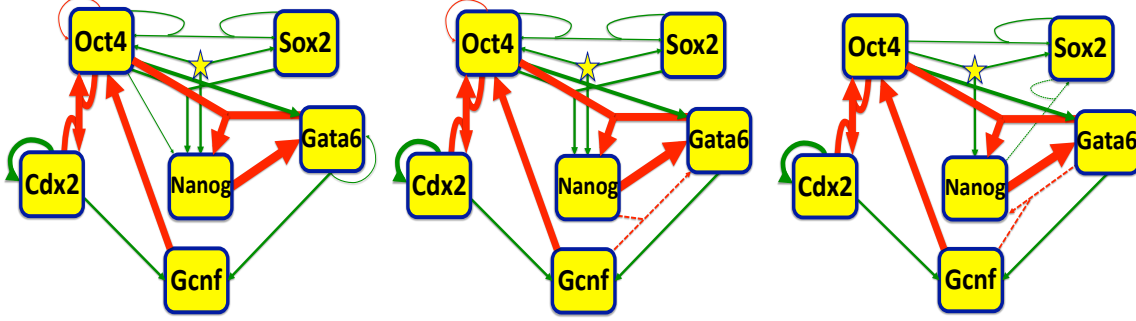 Oct4
Sox2
Gata6
Cdx2
Nanog
Gcnf
Oct4
Sox2
Gata6
Cdx2
Nanog
Gcnf
Oct4
Sox2
Gata6
Cdx2
Nanog
Gcnf